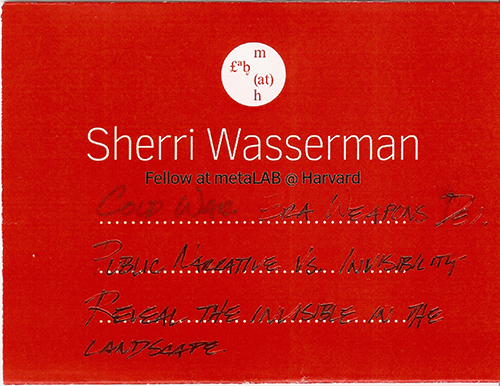 m
£ªb (at)
h
Sherri Wasserman
Fellow at metaLAB @ Harvard
COLD WAR ERA WEAPONS DEV.
PUBLIC NARRATIVE VS. INVISIBILITY
REVEAL THE INVISIBLE IN THE
LANDSCAPE